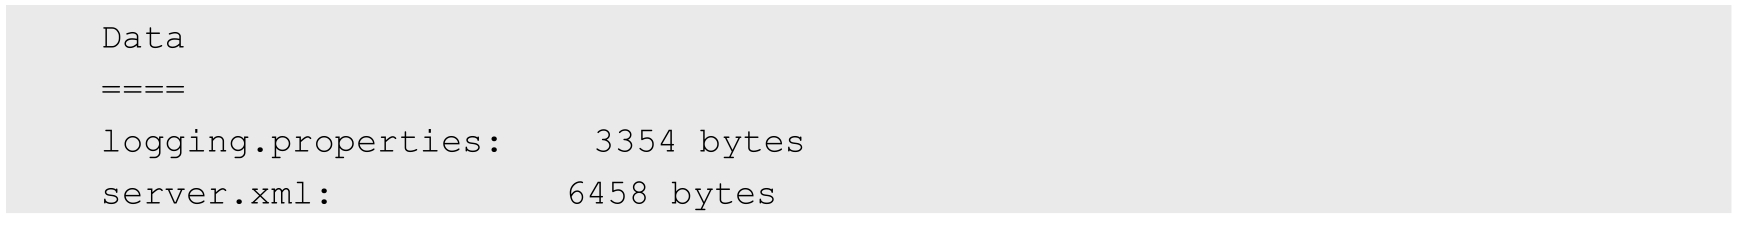 Data
====
logging.properties:    3354 bytes
server.xml:           6458 bytes